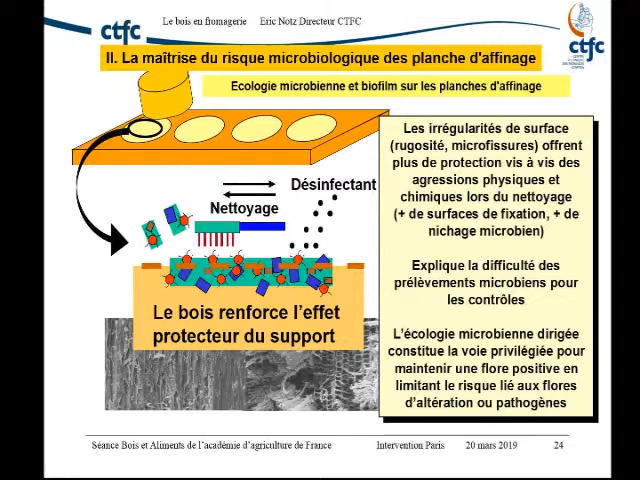 Le bois en fromagerie Eric Notz Directeur CTFC
ctfc
ctfc
II. La maîtrise du risque microbiologique des planche d'affinage
Ecologie microbienne et biofilm sur les planches d'affinage
Les irrégularités de surface
(rugosité, microfissures) offrent
plus de protection vis à vis des
agressions physiques et
chimiques lors du nettoyage
(+ de surfaces de fixation, + de
nichage microbien)
Explique la difficulté des
prélèvements microbiens pour
les contrôles
L'écologie microbienne dirigée
constitue la voie privilégiée pour
maintenir une flore positive en
limitant le risque lié aux flores
d'altération ou pathogènes
Désinfectant
Nettoyage
Le bois renforce l'effet
protecteur du support
Séance Bois et Aliments de l'académie d'agriculture de France Intervention Paris 20 mars 2019 24